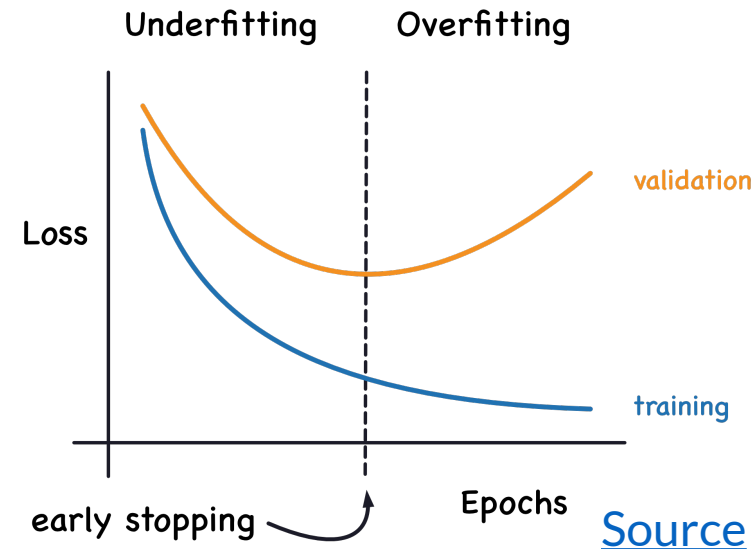 Underfitting
Overfitting
validation
Loss
training
Epochs
early stopping
Source